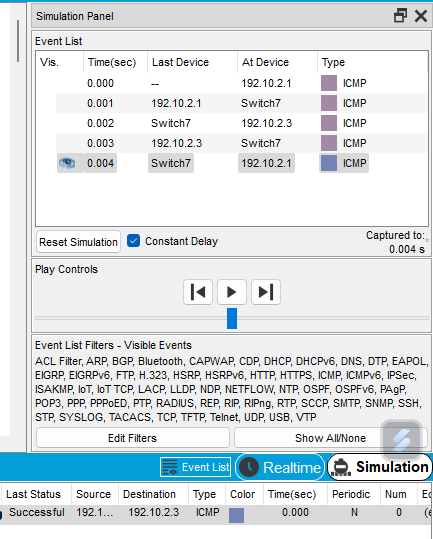 Simulation Panel
Event List
Vis. Time(sec) Last Device At Device Type
0.000 -- 192.10.2.1 ICMP
0.001 192.10.2.1 Switch7 ICMP
0.002 Switch7 192.10.2.3 ICMP
0.003 192.10.2.3 Switch7 ICMP
0.004 Switch7 192.10.2.1 ICMP
Reset Simulation Constant Delay Captured to:
0.004 s
Play Controls
Event List Filters - Visible Events
ACL Filter, ARP, BGP, Bluetooth, CAPWAP, CDP, DHCP, DHCPv6, DNS, DTP, EAPOL,
EIGRP, EIGRPv6, FTP, H.323, HSRP, HSRPv6, HTTP, HTTPS, ICMP, ICMPv6, IPSec,
ISAKMP, IoT, IoT TCP, LACP, LLDP, NDP, NETFLOW, NTP, OSPF, OSPFv6, PAgP,
POP3, PPP, PPPoED, PTP, RADIUS, REP, RIP, RIPng, RTP, SCCP, SMTP, SNMP, SSH,
STP, SYSLOG, TACACS, TCP, TFTP, Telnet, UDP, USB, VTP
Edit Filters Show All/None
Event List Realtime Simulation
Last Status Source Destination Type Color Time(sec) Periodic Num
Successful 192.1... 192.10.2.3 ICMP 0.000 N 0